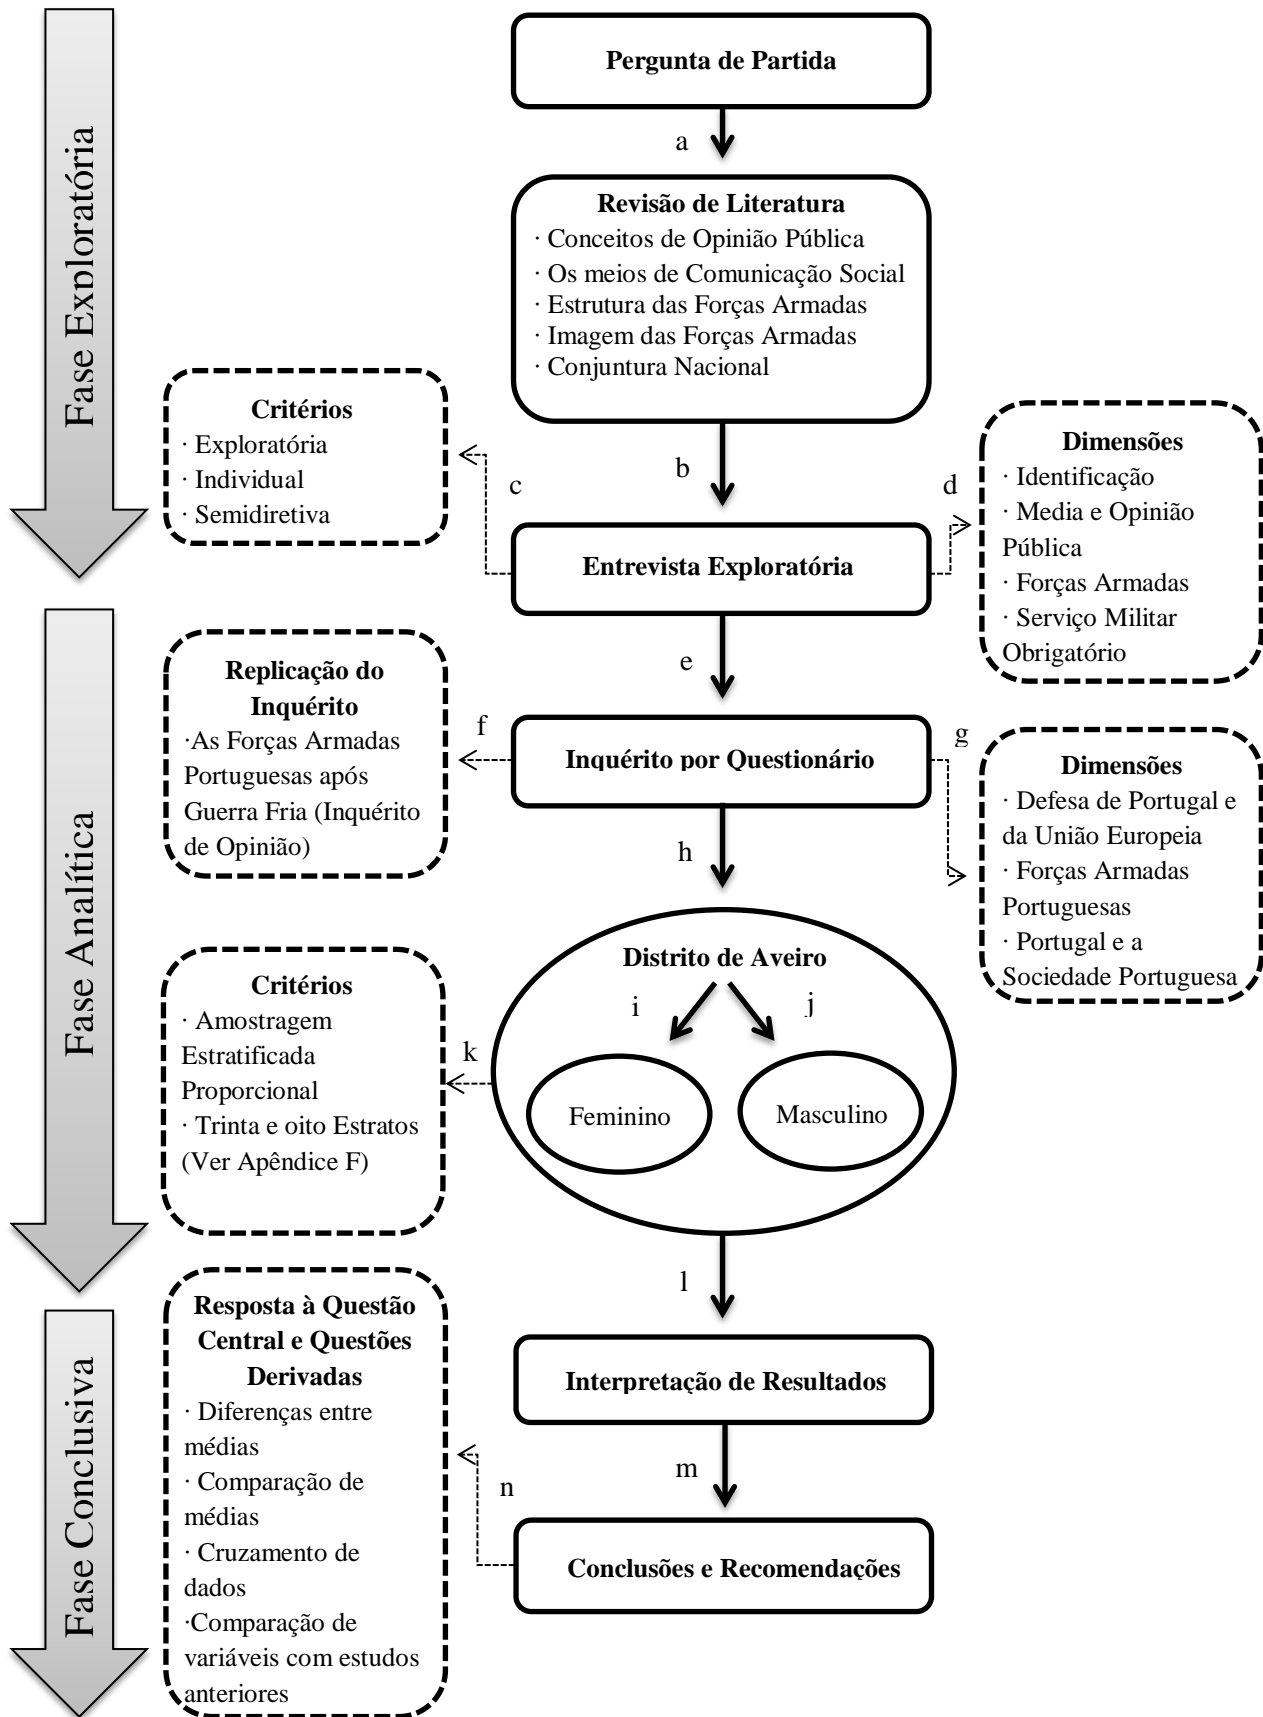 Fase Exploratória
Pergunta de Partida
a
Revisão de Literatura
· Conceitos de Opinião Pública
· Os meios de Comunicação Social
· Estrutura das Forças Armadas
· Imagem das Forças Armadas
· Conjuntura Nacional
b
Critérios
· Exploratória
· Individual
· Semidiretiva
c
Entrevista Exploratória
d
Dimensões
· Identificação
· Media e Opinião
Pública
· Forças Armadas
· Serviço Militar
Obrigatório
Fase Analítica
e
Replicação do
Inquérito
·As Forças Armadas
Portuguesas após
Guerra Fria (Inquérito
de Opinião)
f
Inquérito por Questionário
g
Dimensões
· Defesa de Portugal e
da União Europeia
· Forças Armadas
Portuguesas
· Portugal e a
Sociedade Portuguesa
h
Distrito de Aveiro
i
j
Feminino
Masculino
k
Critérios
· Amostragem
Estratificada
Proporcional
· Trinta e oito Estratos
(Ver Apêndice F)
l
Fase Conclusiva
Resposta à Questão
Central e Questões
Derivadas
· Diferenças entre
médias
· Comparação de
médias
· Cruzamento de
dados
·Comparação de
variáveis com estudos
anteriores
Interpretação de Resultados
m
n
Conclusões e Recomendações